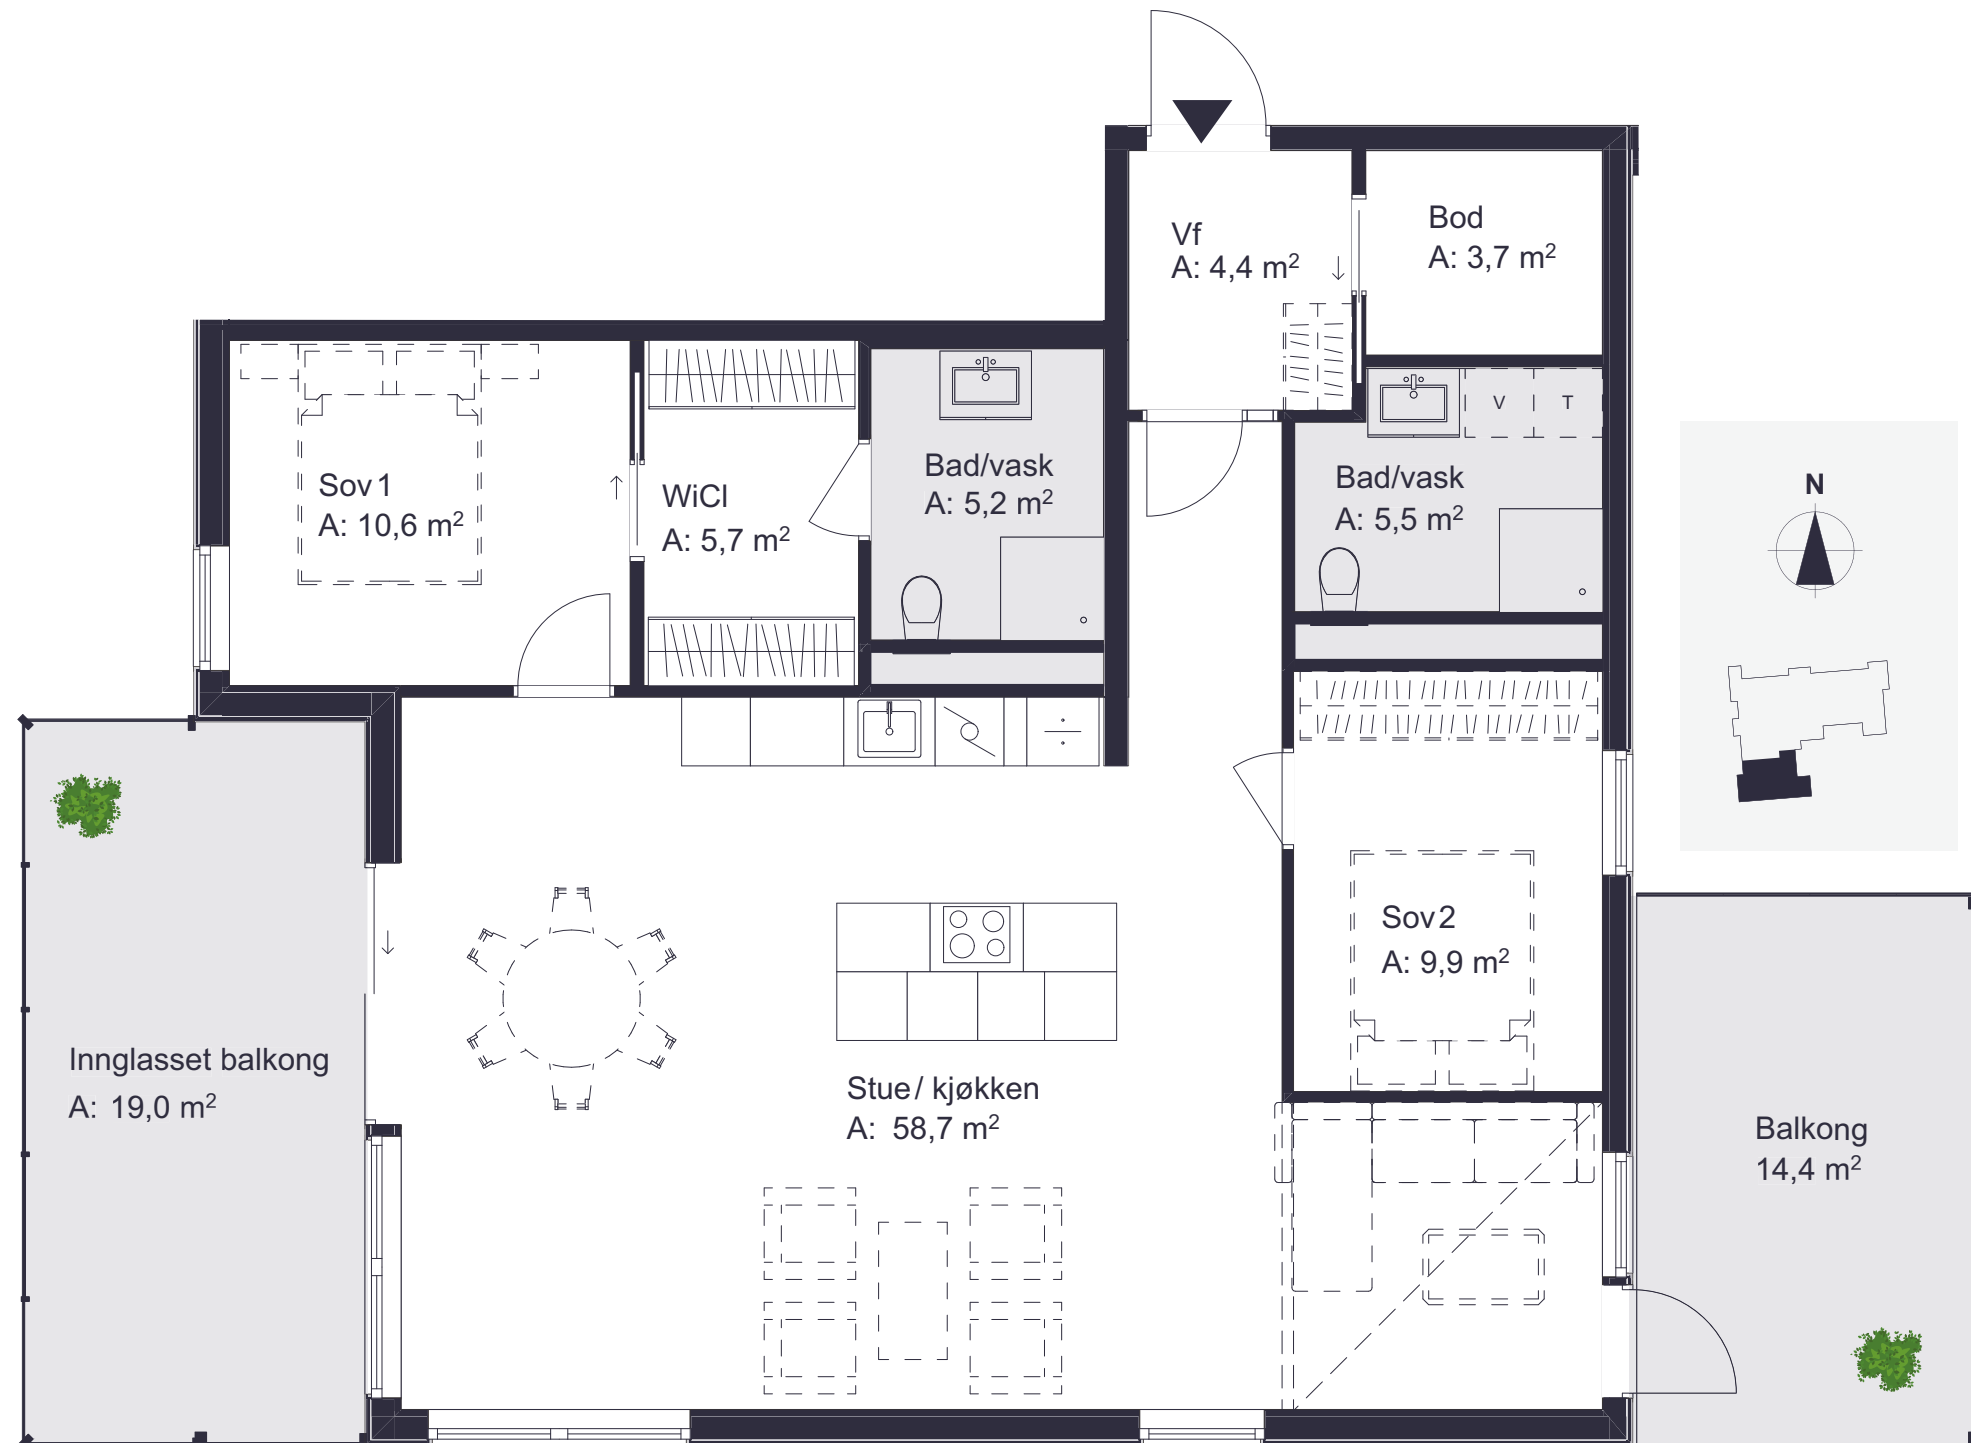 Vf
A: 4,4 m²
Bod
A: 3,7 m²
Sov 1
A: 10,6 m²
WiCl
A: 5,7 m²
Bad/vask
A: 5,2 m²
V
T
Bad/vask
A: 5,5 m²
N
Sov 2
A: 9,9 m²
Innglasset balkong
A: 19,0 m²
Stue / kjøkken
A: 58,7 m²
Balkong
14,4 m²